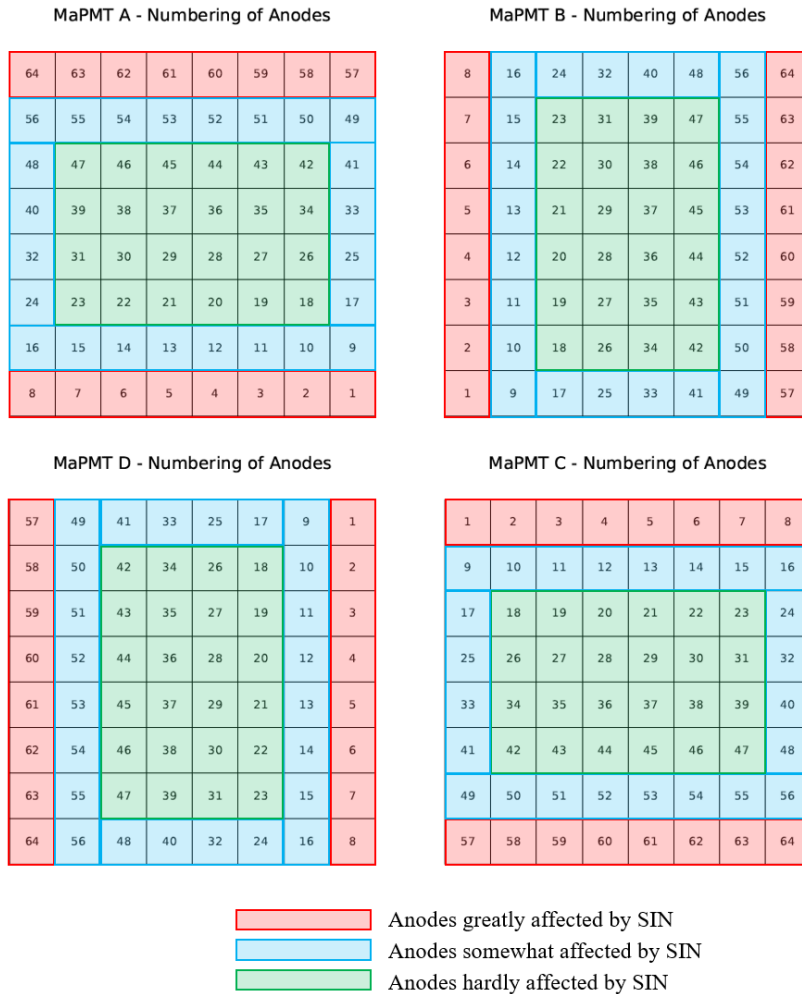 MaPMT A - Numbering of Anodes
64 63 62 61 60 59 58 57
56 55 54 53 52 51 50 49
48 47 46 45 44 43 42 41
40 39 38 37 36 35 34 33
32 31 30 29 28 27 26 25
24 23 22 21 20 19 18 17
16 15 14 13 12 11 10 9
8 7 6 5 4 3 2 1
MaPMT B - Numbering of Anodes
8 16 24 32 40 48 56 64
7 15 23 31 39 47 55 63
6 14 22 30 38 46 54 62
5 13 21 29 37 45 53 61
4 12 20 28 36 44 52 60
3 11 19 27 35 43 51 59
2 10 18 26 34 42 50 58
1 9 17 25 33 41 49 57
MaPMT D - Numbering of Anodes
57 49 41 33 25 17 9 1
58 50 42 34 26 18 10 2
59 51 43 35 27 19 11 3
60 52 44 36 28 20 12 4
61 53 45 37 29 21 13 5
62 54 46 38 30 22 14 6
63 55 47 39 31 23 15 7
64 56 48 40 32 24 16 8
MaPMT C - Numbering of Anodes
1 2 3 4 5 6 7 8
9 10 11 12 13 14 15 16
17 18 19 20 21 22 23 24
25 26 27 28 29 30 31 32
33 34 35 36 37 38 39 40
41 42 43 44 45 46 47 48
49 50 51 52 53 54 55 56
57 58 59 60 61 62 63 64
Anodes greatly affected by SIN
Anodes somewhat affected by SIN
Anodes hardly affected by SIN